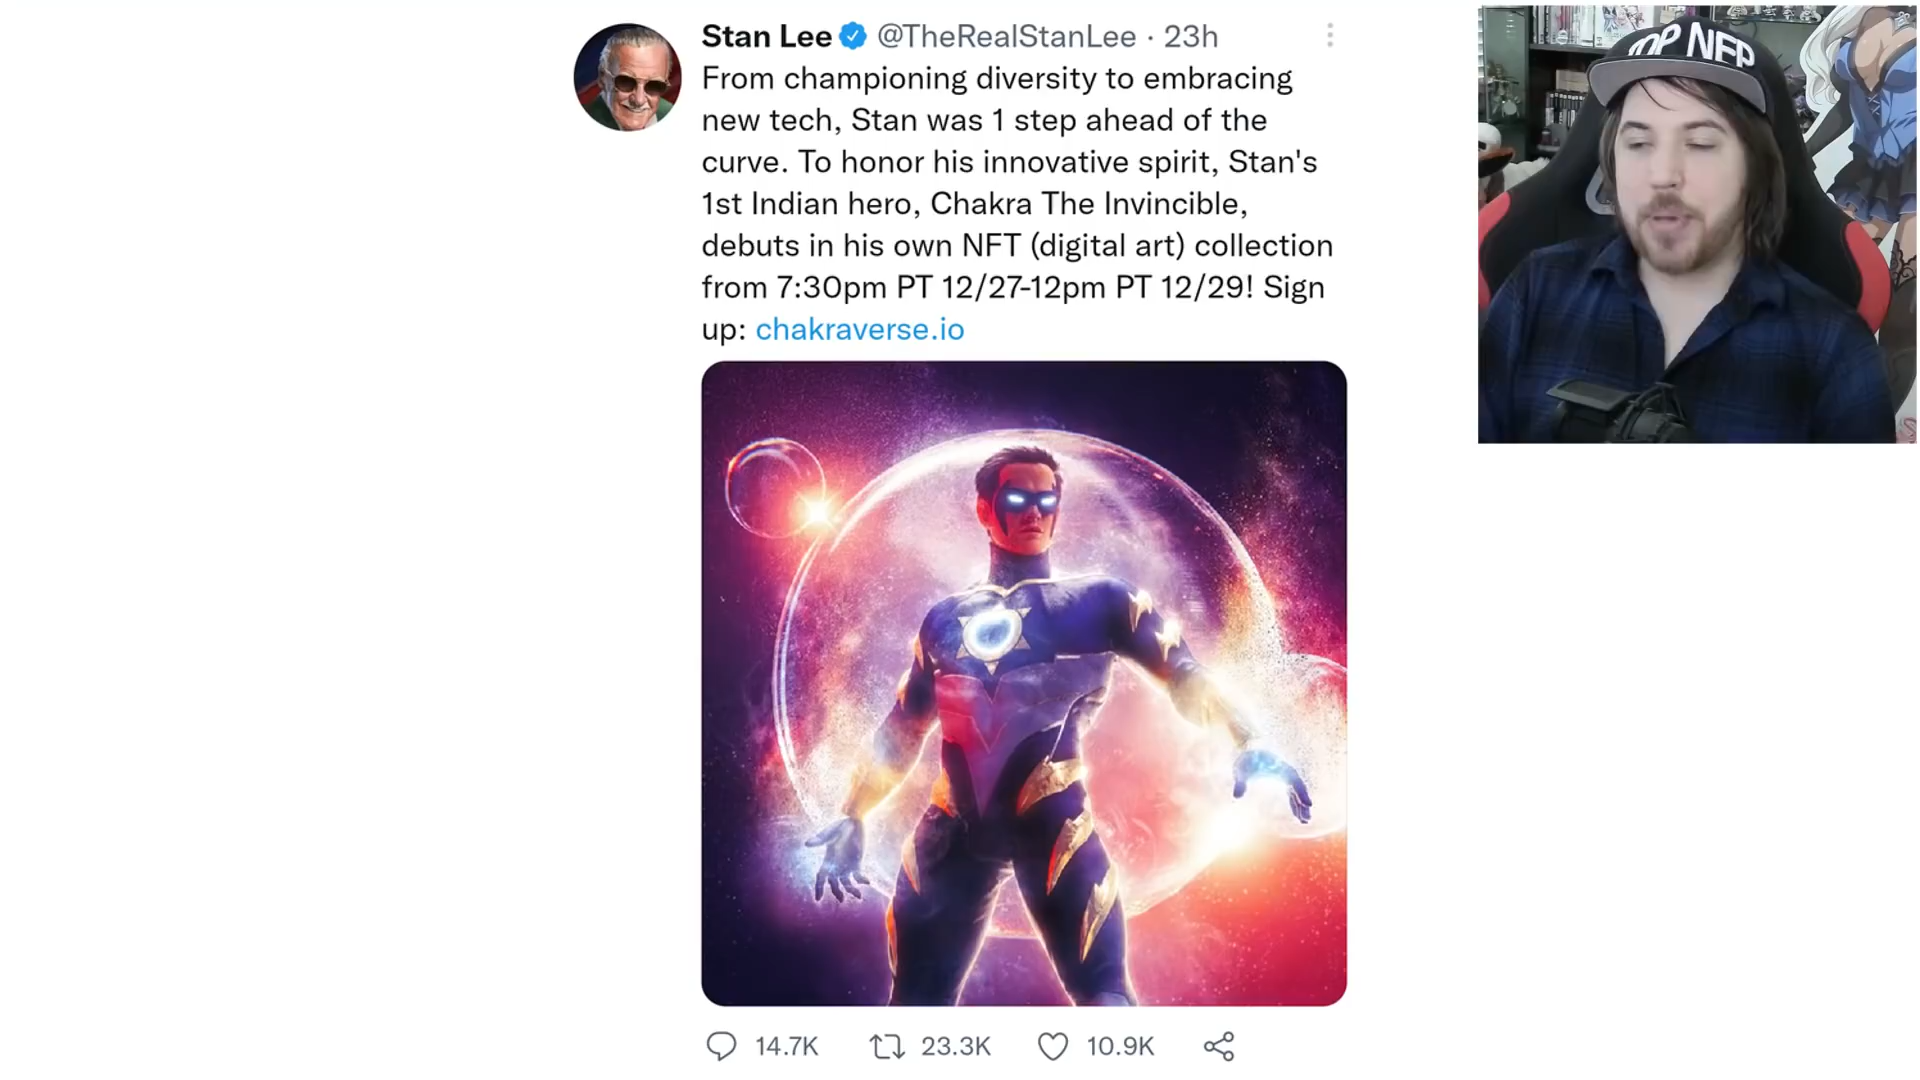 Stan Lee @TheRealStanLee · 23h
From championing diversity to embracing
new tech, Stan was 1 step ahead of the
curve. To honor his innovative spirit, Stan's
1st Indian hero, Chakra The Invincible,
debuts in his own NFT (digital art) collection
from 7:30pm PT 12/27-12pm PT 12/29! Sign
up: chakraverse.io
14.7K 23.3K 10.9K